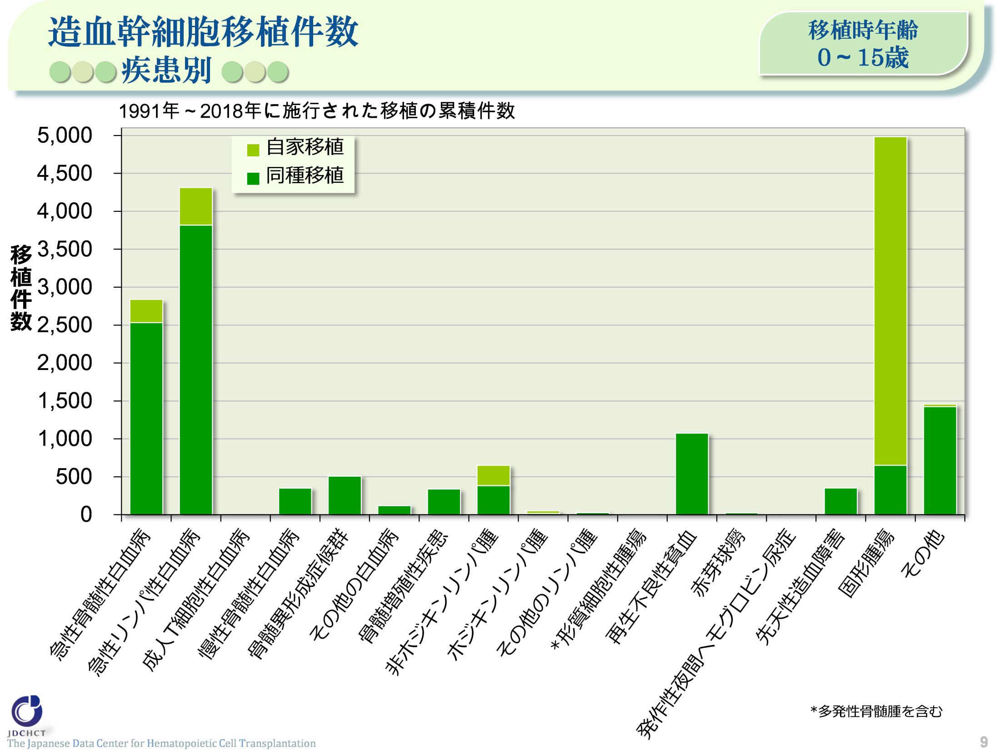 造血幹細胞移植件数
疾患別
移植時年齢
0～15歳
1991年～2018年に施行された移植の累積件数
自家移植
同種移植
移植件数
5,000
4,500
4,000
3,500
3,000
2,500
2,000
1,500
1,000
500
0
急性骨髄性白血病
急性リンパ性白血病
成人T細胞性白血病
慢性骨髄性白血病
骨髄異形成症候群
その他の白血病
骨髄増殖性疾患
非ホジキンリンパ腫
ホジキンリンパ腫
その他のリンパ腫
*形質細胞性腫瘍
再生不良性貧血
赤芽球癆
発作性夜間ヘモグロビン尿症
先天性造血障害
固形腫瘍
その他
*多発性骨髄腫を含む
JDCHCT
The Japanese Data Center for Hematopoietic Cell Transplantation
9